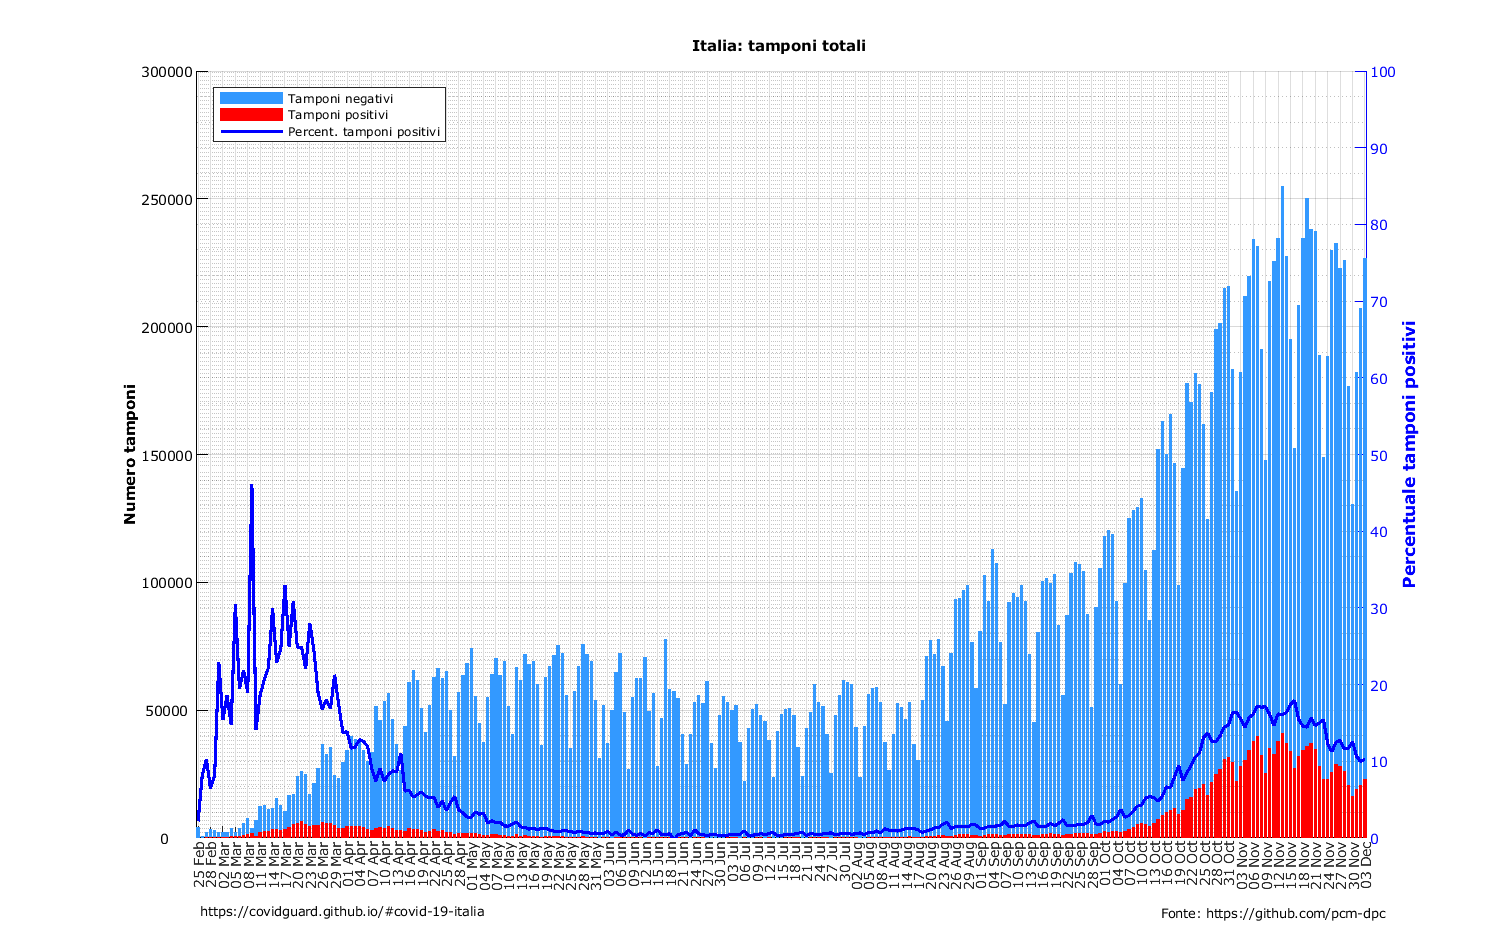 Italia: tamponi totali
300000
250000
200000
150000
100000
50000
0
Numero tamponi
Tamponi negativi
Tamponi positivi
Percent. tamponi positivi
100
90
80
70
60
50
40
30
20
10
0
Percentuale tamponi positivi
25 Feb
28 Feb
02 Mar
05 Mar
08 Mar
11 Mar
14 Mar
17 Mar
20 Mar
23 Mar
26 Mar
29 Mar
01 Apr
04 Apr
07 Apr
10 Apr
13 Apr
16 Apr
19 Apr
22 Apr
25 Apr
28 Apr
01 May
04 May
07 May
10 May
13 May
16 May
19 May
22 May
25 May
28 May
31 May
03 Jun
06 Jun
09 Jun
12 Jun
15 Jun
18 Jun
21 Jun
24 Jun
27 Jun
30 Jun
03 Jul
06 Jul
09 Jul
12 Jul
15 Jul
18 Jul
21 Jul
24 Jul
27 Jul
30 Jul
02 Aug
05 Aug
08 Aug
11 Aug
14 Aug
17 Aug
20 Aug
23 Aug
26 Aug
29 Aug
01 Sep
04 Sep
07 Sep
10 Sep
13 Sep
16 Sep
19 Sep
22 Sep
25 Sep
28 Sep
01 Oct
04 Oct
07 Oct
10 Oct
13 Oct
16 Oct
19 Oct
22 Oct
25 Oct
28 Oct
31 Oct
03 Nov
06 Nov
09 Nov
12 Nov
15 Nov
18 Nov
21 Nov
24 Nov
27 Nov
30 Nov
03 Dec
https://covidguard.github.io/#covid-19-italia
Fonte: https://github.com/pcm-dpc